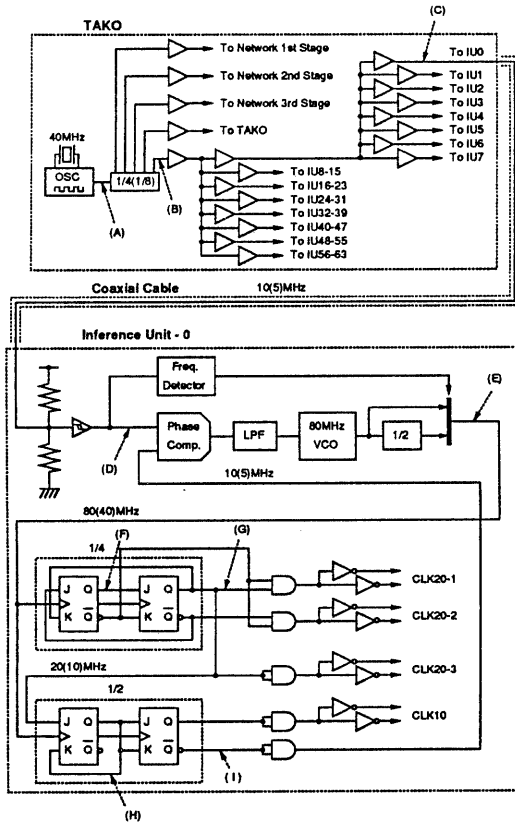 TAKO
To Network 1st Stage
To Network 2nd Stage
To Network 3rd Stage
To TAKO
40MHz
OSC
1/4(1/8)
(A)
(B)
(C)
To IU0
To IU1
To IU2
To IU3
To IU4
To IU5
To IU6
To IU7
To IU8-15
To IU16-23
To IU24-31
To IU32-39
To IU40-47
To IU48-55
To IU56-63
Coaxial Cable
10(5)MHz
Inference Unit - 0
Freq.
Detector
(E)
Phase
Comp.
LPF
80MHz
VCO
1/2
(D)
10(5)MHz
80(40)MHz
(F)
(G)
1/4
J Q
K Q
J Q
K Q
CLK20-1
CLK20-2
20(10)MHz
CLK20-3
1/2
J Q
K Q
J Q
K Q
CLK10
(H)
(I)